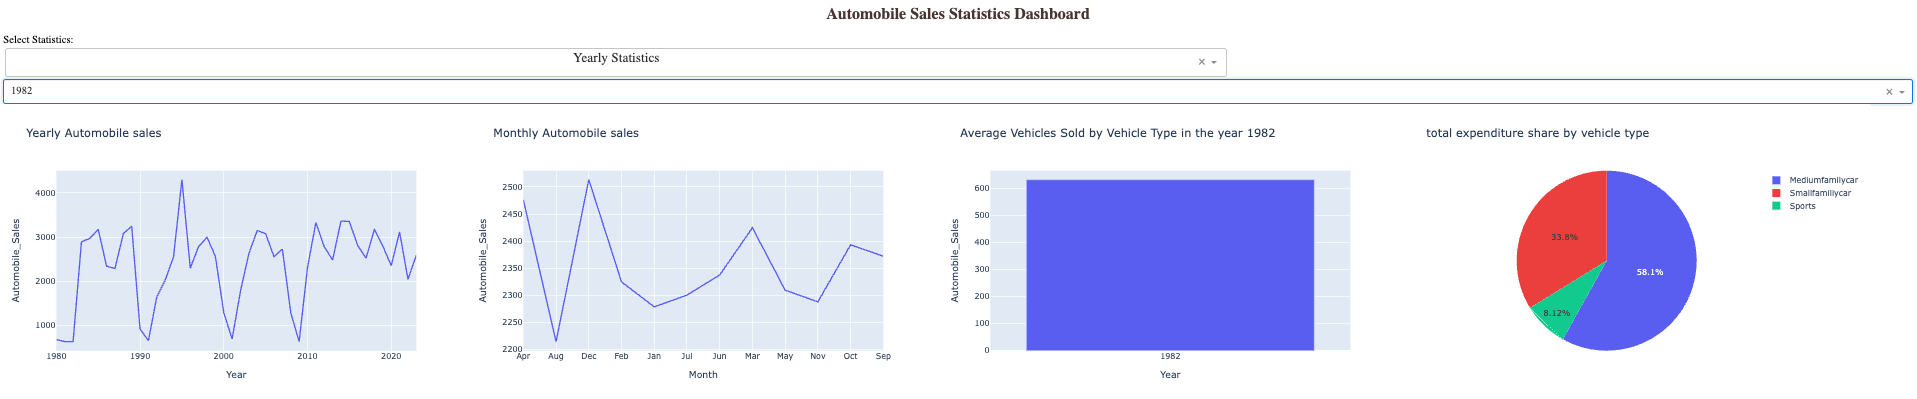 Automobile Sales Statistics Dashboard
Select Statistics:
Yearly Statistics
× 
1982
×
Yearly Automobile sales
Automobile_Sales
4000
3000
2000
1000
1980 1990 2000 2010 2020
Year
Monthly Automobile sales
Automobile_Sales
2500
2450
2400
2350
2300
2250
2200
Apr Aug Dec Feb Jan Jul Jun Mar May Nov Oct Sep
Month
Average Vehicles Sold by Vehicle Type in the year 1982
Automobile_Sales
600
500
400
300
200
100
0
1982
Year
total expenditure share by vehicle type
33.8%
58.1%
8.12%
Mediumfamilycar
Smallfamiliycar
Sports